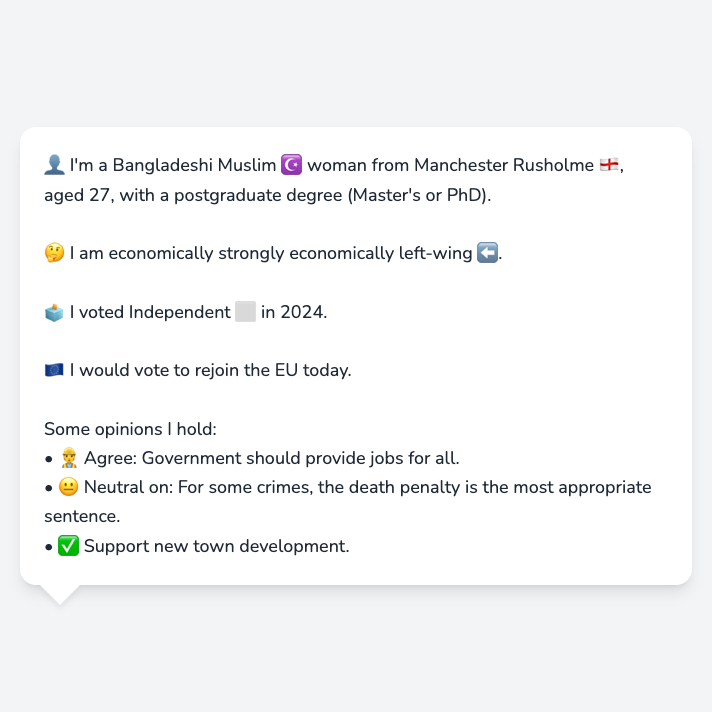 👤 I'm a Bangladeshi Muslim ☪️ woman from Manchester Rusholme 🏴󠁧󠁢󠁥󠁮󠁧󠁿,
aged 27, with a postgraduate degree (Master's or PhD).
🤔 I am economically strongly economically left-wing ⬅️.
🗳️ I voted Independent ⬜ in 2024.
🇪🇺 I would vote to rejoin the EU today.
Some opinions I hold:
• 👷 Agree: Government should provide jobs for all.
• 😐 Neutral on: For some crimes, the death penalty is the most appropriate
sentence.
• ✅ Support new town development.